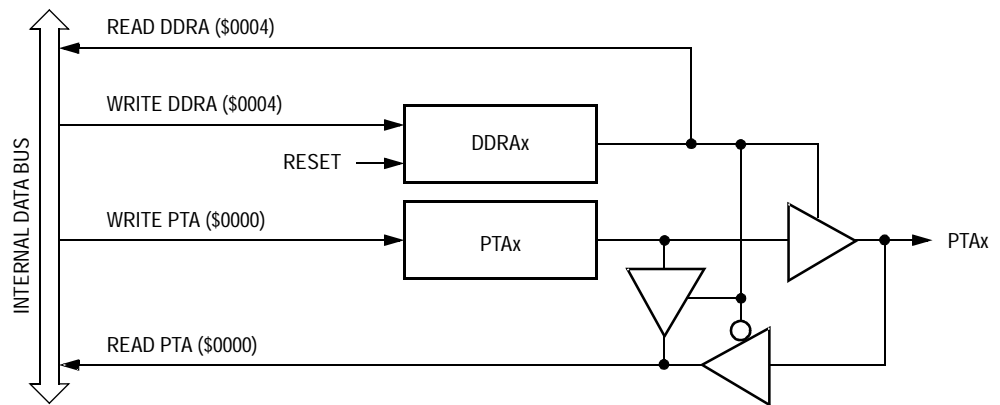 READ DDRA ($0004)
WRITE DDRA ($0004)
DDRAx
RESET
WRITE PTA ($0000)
PTAx
PTAx
READ PTA ($0000)
INTERNAL DATA BUS